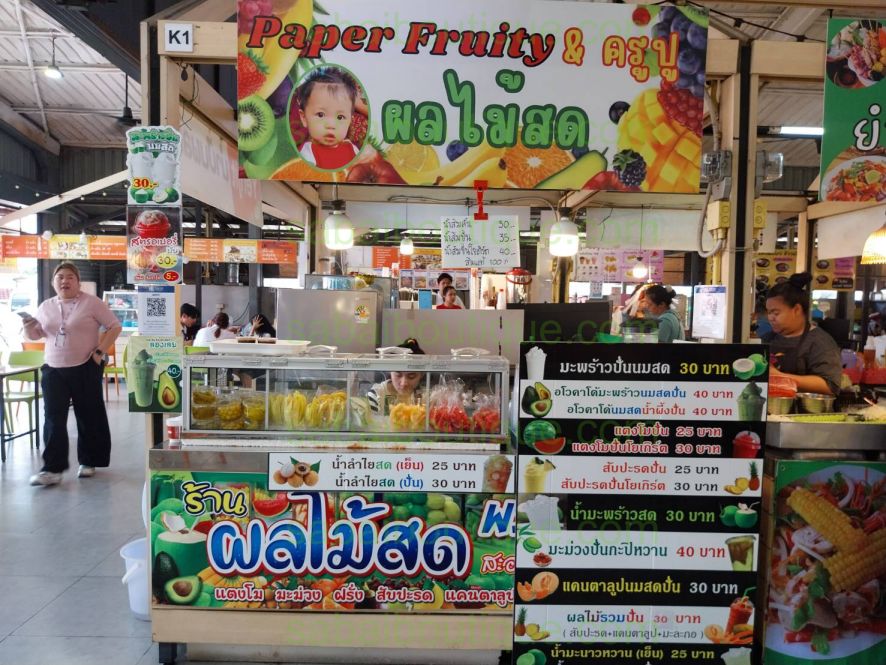 K1
Paper Fruity & ครูปู
ผลไม้สด
30.-
30.-
5.-
40.-
น้ำลำไยสด (เย็น) 25 บาท
น้ำลำไยสด (ปั่น) 30 บาท
ร้าน
ผลไม้สด
แตงโม มะม่วง ฝรั่ง สับปะรด แคนตาลูป
มะพร้าวปั่นนมสด 30 บาท
อโวคาโด้มะพร้าวนมสดปั่น 40 บาท
อโวคาโด้นมสดน้ำผึ้งปั่น 40 บาท
แตงโมปั่น 25 บาท
แตงโมปั่นโยเกิร์ต 30 บาท
สับปะรดปั่น 25 บาท
สับปะรดปั่นโยเกิร์ต 30 บาท
น้ำมะพร้าวสด 30 บาท
มะม่วงปั่นกะปิหวาน 40 บาท
แคนตาลูปนมสดปั่น 30 บาท
ผลไม้รวมปั่น 30 บาท
(สับปะรด+แคนตาลูป+มะละกอ)
น้ำมะนาวหวาน (เย็น) 25 บาท
sabaiboutique.com